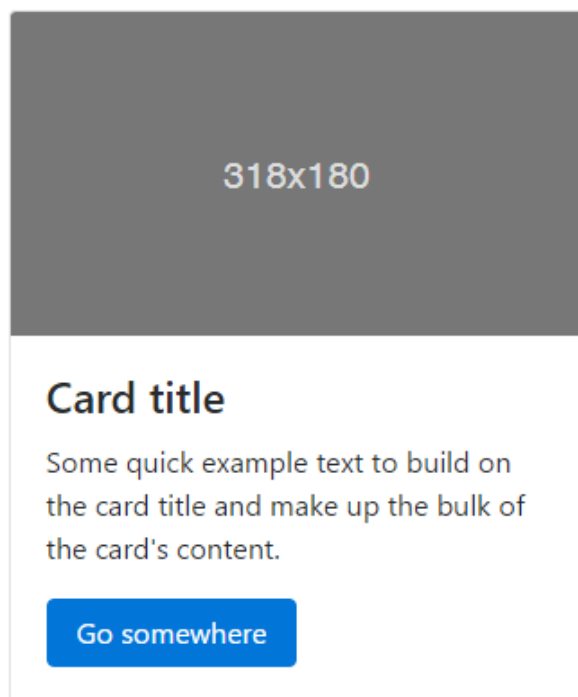 318x180
Card title
Some quick example text to build on
the card title and make up the bulk of
the card's content.
Go somewhere